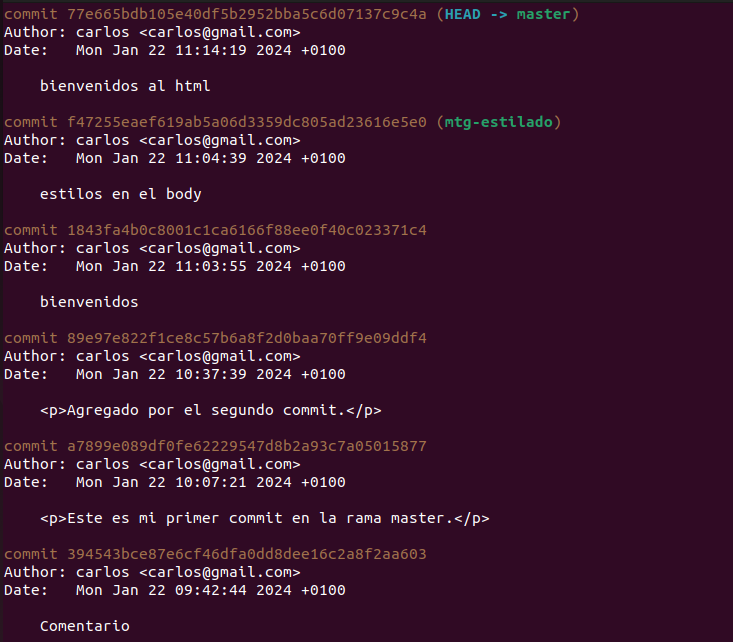 commit 77e665bdb105e40df5b2952bba5c6d07137c9c4a (HEAD -> master)
Author: carlos <carlos@gmail.com>
Date:   Mon Jan 22 11:14:19 2024 +0100
bienvenidos al html
commit f47255eaef619ab5a06d3359dc805ad23616e5e0 (mtg-estilado)
Author: carlos <carlos@gmail.com>
Date:   Mon Jan 22 11:04:39 2024 +0100
estilos en el body
commit 1843fa4b0c8001c1ca6166f88ee0f40c023371c4
Author: carlos <carlos@gmail.com>
Date:   Mon Jan 22 11:03:55 2024 +0100
bienvenidos
commit 89e97e822f1ce8c57b6a8f2d0baa70ff9e09ddf4
Author: carlos <carlos@gmail.com>
Date:   Mon Jan 22 10:37:39 2024 +0100
<p>Agregado por el segundo commit.</p>
commit a7899e089df0fe62229547d8b2a93c7a05015877
Author: carlos <carlos@gmail.com>
Date:   Mon Jan 22 10:07:21 2024 +0100
<p>Este es mi primer commit en la rama master.</p>
commit 394543bce87e6cf46dfa0dd8dee16c2a8f2aa603
Author: carlos <carlos@gmail.com>
Date:   Mon Jan 22 09:42:44 2024 +0100
Comentario